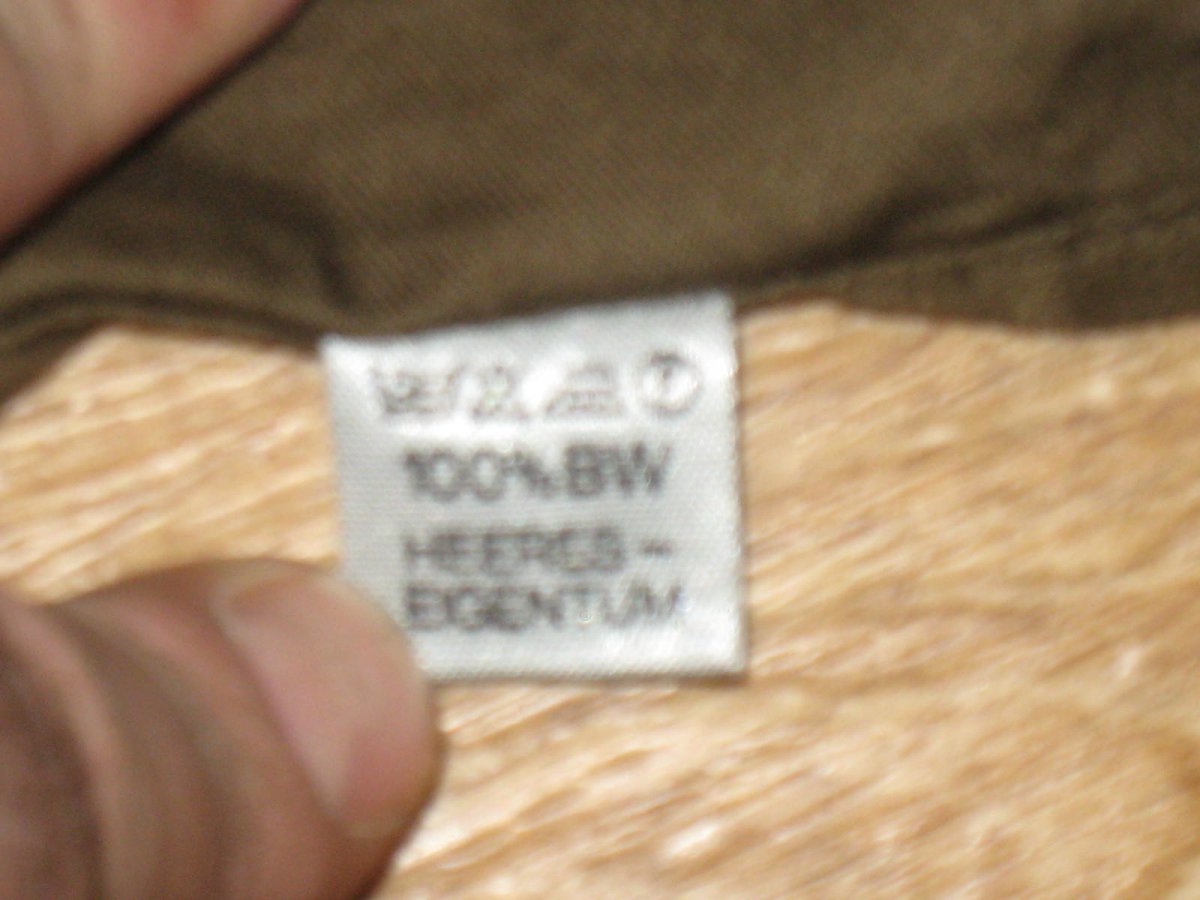 100% BW
HEERES-
EIGENTUM